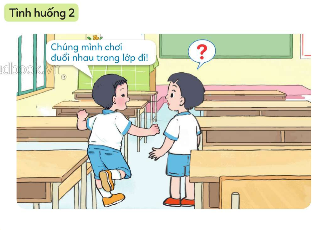 Tình huống 2
Chúng mình chơi
đuổi nhau trong lớp đi!
?